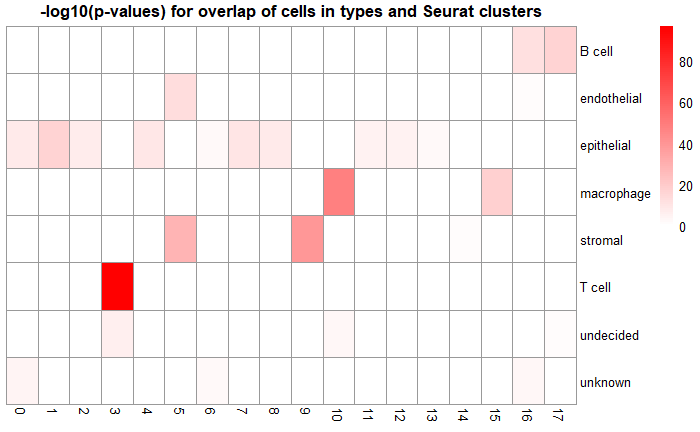 -log10(p-values) for overlap of cells in types and Seurat clusters
B cell
endothelial
epithelial
macrophage
stromal
T cell
undecided
unknown
80
60
40
20
0
0 1 2 3 4 5 6 7 8 9 10 11 12 13 14 15 16 17